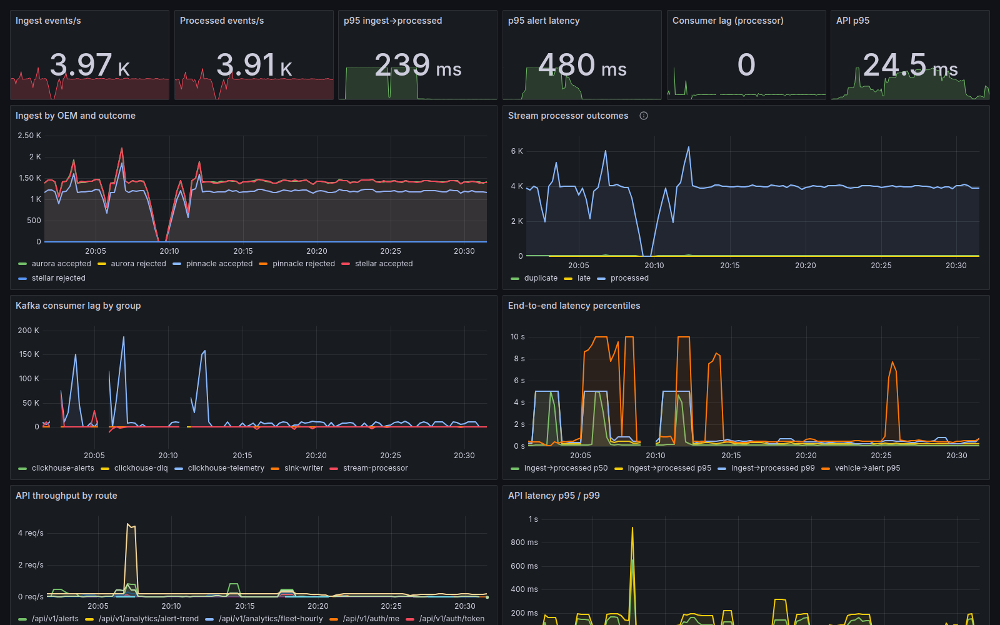 Ingest events/s
3.97 K
Processed events/s
3.91 K
p95 ingest→processed
239 ms
p95 alert latency
480 ms
Consumer lag (processor)
0
API p95
24.5 ms
Ingest by OEM and outcome
2.50 K
2 K
1.50 K
1 K
500
0
20:05 20:10 20:15 20:20 20:25 20:30
aurora accepted aurora rejected pinnacle accepted pinnacle rejected stellar accepted
stellar rejected
Stream processor outcomes
6 K
4 K
2 K
0
20:05 20:10 20:15 20:20 20:25 20:30
duplicate late processed
Kafka consumer lag by group
200 K
150 K
100 K
50 K
0
20:05 20:10 20:15 20:20 20:25 20:30
clickhouse-alerts clickhouse-dlq clickhouse-telemetry sink-writer stream-processor
End-to-end latency percentiles
10 s
8 s
6 s
4 s
2 s
0 s
20:05 20:10 20:15 20:20 20:25 20:30
ingest→processed p50 ingest→processed p95 ingest→processed p99 vehicle→alert p95
API throughput by route
4 req/s
2 req/s
0 req/s
20:05 20:10 20:15 20:20 20:25 20:30
/api/v1/alerts /api/v1/analytics/alert-trend /api/v1/analytics/fleet-hourly /api/v1/auth/me /api/v1/auth/token
API latency p95 / p99
1 s
800 ms
600 ms
400 ms
200 ms